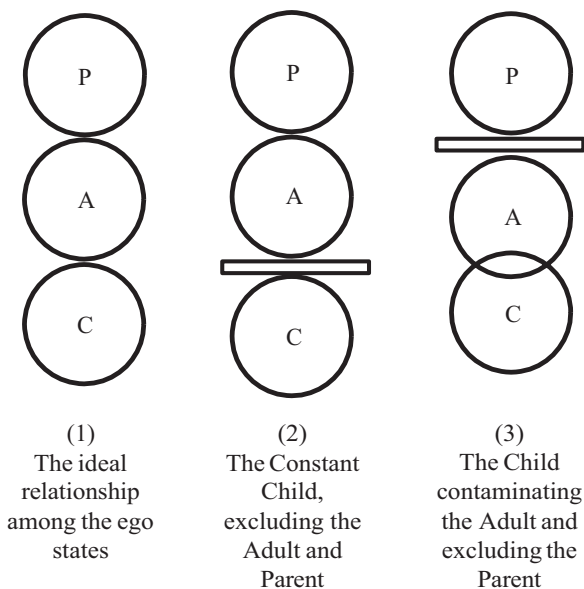 P
A
C
(1)
The ideal
relationship
among the ego
states
P
A
C
(2)
The Constant
Child,
excluding the
Adult and
Parent
P
A
C
(3)
The Child
contaminating
the Adult and
excluding the
Parent